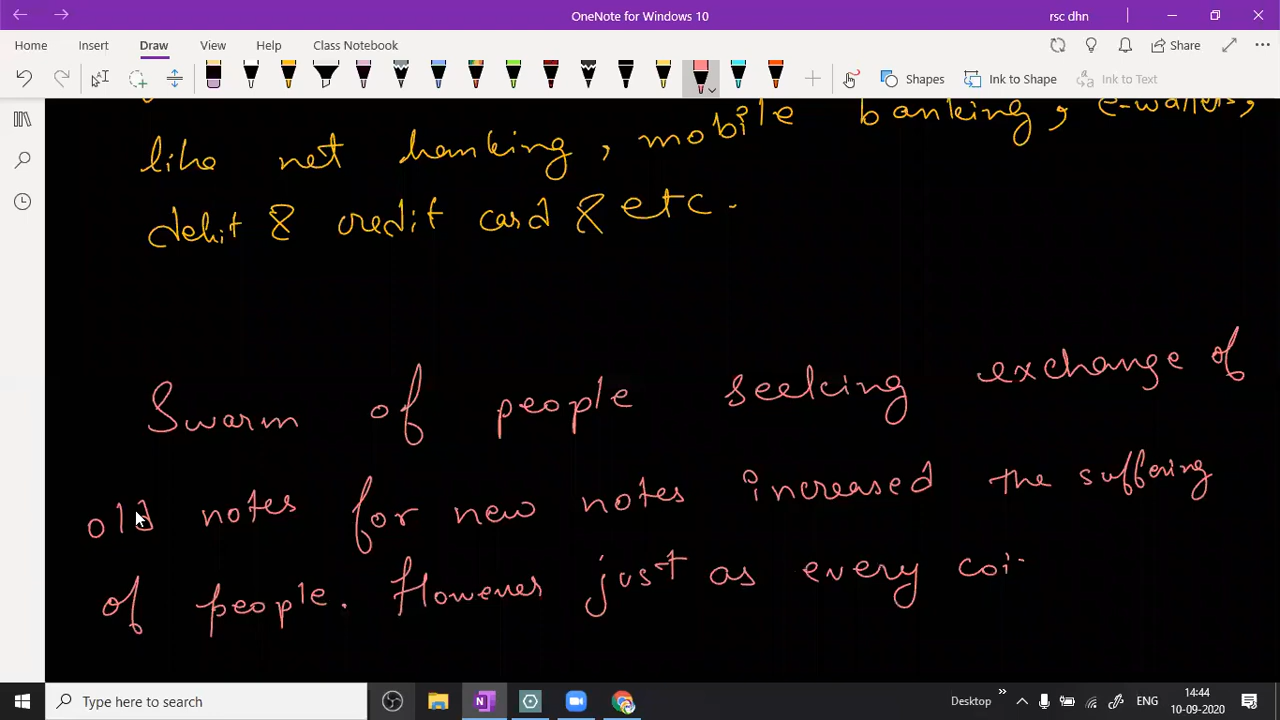 OneNote for Windows 10
rsc dhn
Home Insert Draw View Help Class Notebook
Share
Shapes Ink to Shape Ink to Text
like net banking, mobile banking, e-wallets,
debit & credit card & etc.
Swarm of people seeking exchange of
old notes for new notes increased the suffering
of people. However just as every coi
Type here to search
Desktop
ENG
14:44
10-09-2020